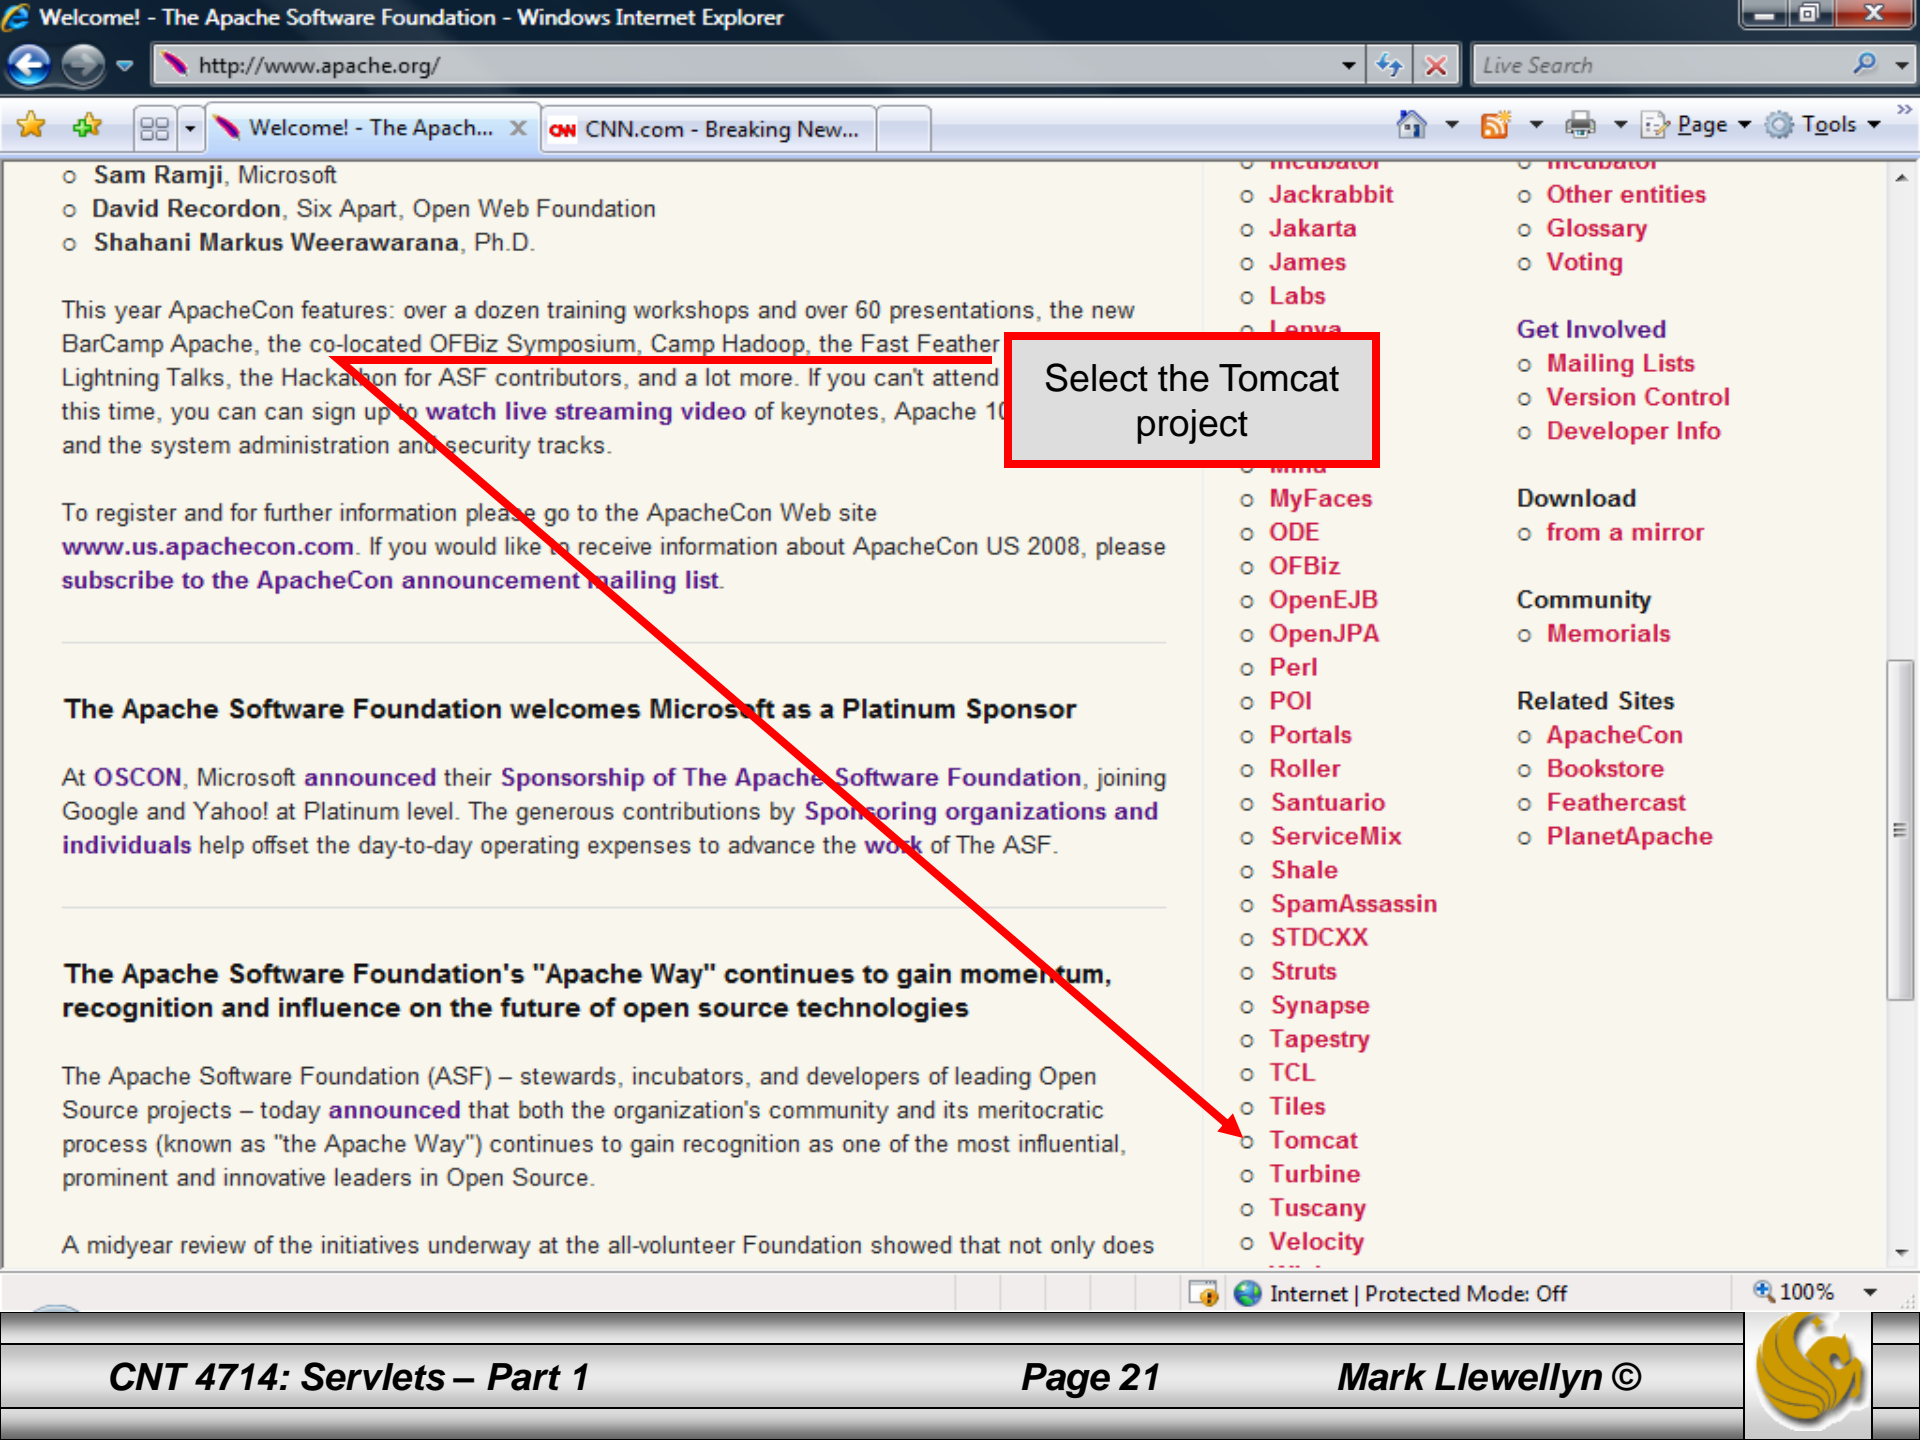 Welcome! - The Apache Software Foundation - Windows Internet Explorer
http://www.apache.org/
Live Search
Welcome! - The Apach...
CNN CNN.com - Breaking New...
Page
Tools
Sam Ramji, Microsoft
David Recordon, Six Apart, Open Web Foundation
Shahani Markus Weerawarana, Ph.D.
This year ApacheCon features: over a dozen training workshops and over 60 presentations, the new
BarCamp Apache, the co-located OFBiz Symposium, Camp Hadoop, the Fast Feather
Lightning Talks, the Hackathon for ASF contributors, and a lot more. If you can't attend
this time, you can can sign up to watch live streaming video of keynotes, Apache 10
and the system administration and security tracks.
To register and for further information please go to the ApacheCon Web site
www.us.apachecon.com. If you would like to receive information about ApacheCon US 2008, please
subscribe to the ApacheCon announcement mailing list.
The Apache Software Foundation welcomes Microsoft as a Platinum Sponsor
At OSCON, Microsoft announced their Sponsorship of The Apache Software Foundation, joining
Google and Yahoo! at Platinum level. The generous contributions by Sponsoring organizations and
individuals help offset the day-to-day operating expenses to advance the work of The ASF.
The Apache Software Foundation's "Apache Way" continues to gain momentum,
recognition and influence on the future of open source technologies
The Apache Software Foundation (ASF) – stewards, incubators, and developers of leading Open
Source projects – today announced that both the organization's community and its meritocratic
process (known as "the Apache Way") continues to gain recognition as one of the most influential,
prominent and innovative leaders in Open Source.
A midyear review of the initiatives underway at the all-volunteer Foundation showed that not only does
Select the Tomcat
project
Incubator
Jackrabbit
Jakarta
James
Labs
Lenya
Mina
MyFaces
ODE
OFBiz
OpenEJB
OpenJPA
Perl
POI
Portals
Roller
Santuario
ServiceMix
Shale
SpamAssassin
STDCXX
Struts
Synapse
Tapestry
TCL
Tiles
Tomcat
Turbine
Tuscany
Velocity
Incubator
Other entities
Glossary
Voting
Get Involved
Mailing Lists
Version Control
Developer Info
Download
from a mirror
Community
Memorials
Related Sites
ApacheCon
Bookstore
Feathercast
PlanetApache
Internet | Protected Mode: Off
100%
CNT 4714: Servlets – Part 1
Page 21
Mark Llewellyn ©